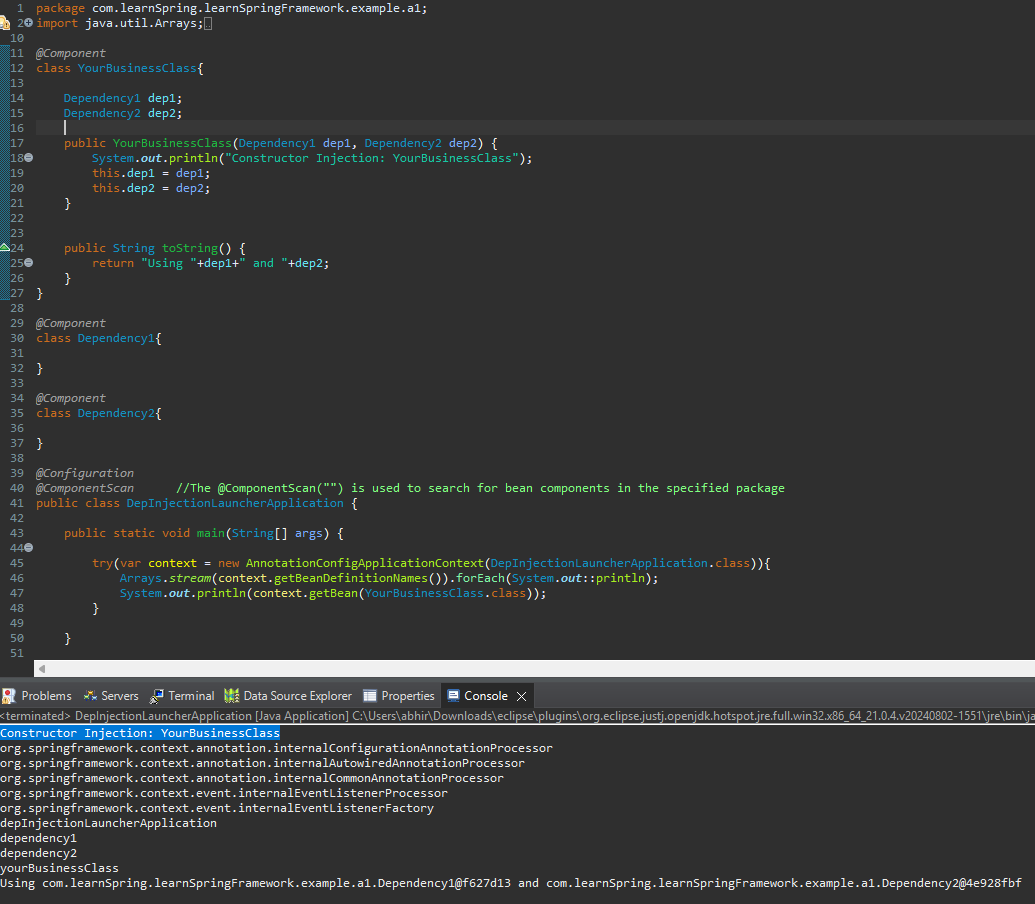 1 package com.learnSpring.learnSpringFramework.example.a1;
2 import java.util.Arrays;
10
11 @Component
12 class YourBusinessClass{
13
14 Dependency1 dep1;
15 Dependency2 dep2;
16
17 public YourBusinessClass(Dependency1 dep1, Dependency2 dep2) {
18 System.out.println("Constructor Injection: YourBusinessClass");
19 this.dep1 = dep1;
20 this.dep2 = dep2;
21 }
22
23
24 public String toString() {
25 return "Using "+dep1+" and "+dep2;
26 }
27 }
28
29 @Component
30 class Dependency1{
31
32 }
33
34 @Component
35 class Dependency2{
36
37 }
38
39 @Configuration
40 @ComponentScan //The @ComponentScan("") is used to search for bean components in the specified package
41 public class DepInjectionLauncherApplication {
42
43 public static void main(String[] args) {
44
45 try(var context = new AnnotationConfigApplicationContext(DepInjectionLauncherApplication.class)){
46 Arrays.stream(context.getBeanDefinitionNames()).forEach(System.out::println);
47 System.out.println(context.getBean(YourBusinessClass.class));
48 }
49
50 }
51
Problems Servers Terminal Data Source Explorer Properties Console
<terminated> DepInjectionLauncherApplication [Java Application] C:\Users\abhir\Downloads\eclipse\plugins\org.eclipse.justj.openjdk.hotspot.jre.full.win32.x86_64_21.0.4.v20240802-1551\jre\bin\ja
Constructor Injection: YourBusinessClass
org.springframework.context.annotation.internalConfigurationAnnotationProcessor
org.springframework.context.annotation.internalAutowiredAnnotationProcessor
org.springframework.context.annotation.internalCommonAnnotationProcessor
org.springframework.context.event.internalEventListenerProcessor
org.springframework.context.event.internalEventListenerFactory
depInjectionLauncherApplication
dependency1
dependency2
yourBusinessClass
Using com.learnSpring.learnSpringFramework.example.a1.Dependency1@f627d13 and com.learnSpring.learnSpringFramework.example.a1.Dependency2@4e928fbf